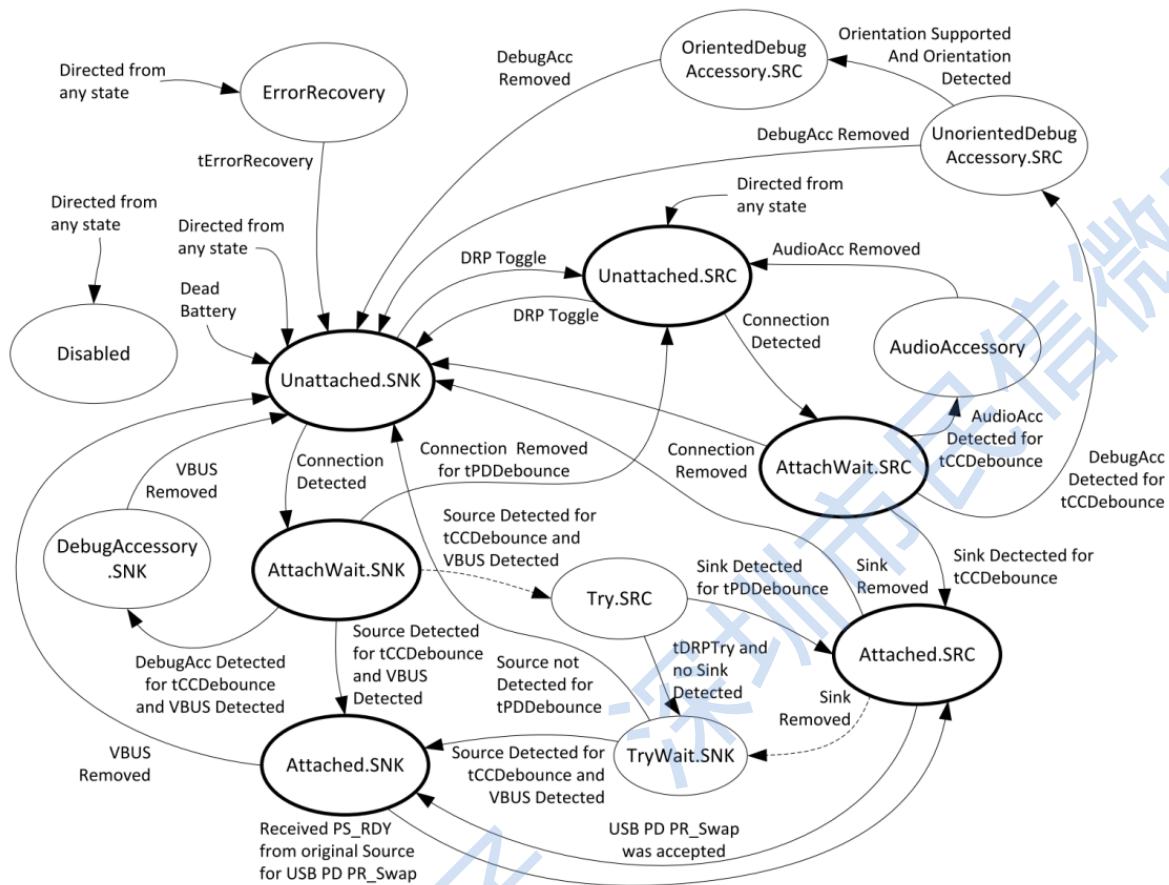 Directed from
any state
ErrorRecovery
tErrorRecovery
DebugAcc
Removed
OrientedDebug
Accessory.SRC
Orientation Supported
And Orientation
Detected
DebugAcc Removed
UnorientedDebug
Accessory.SRC
Directed from
any state
Disabled
Directed from
any state
Dead
Battery
DRP Toggle
DRP Toggle
Directed from
any state
Unattached.SRC
AudioAcc Removed
Connection
Detected
AudioAccessory
Unattached.SNK
VBUS
Removed
Connection
Detected
Connection Removed
for tPDDebounce
Connection
Removed
AttachWait.SRC
AudioAcc
Detected for
tCCDebounce
DebugAcc
Detected for
tCCDebounce
DebugAccessory
.SNK
AttachWait.SNK
Source Detected for
tCCDebounce and
VBUS Detected
Try.SRC
Sink Detected
for tPDDebounce
Sink
Removed
Sink Dectected for
tCCDebounce
DebugAcc Detected
for tCCDebounce
and VBUS Detected
Source Detected
for tCCDebounce
and VBUS
Detected
Source not
Detected for
tPDDebounce
tDRPTry and
no Sink
Detected
Attached.SRC
Sink
Removed
VBUS
Removed
Attached.SNK
Source Detected for
tCCDebounce and
VBUS Detected
TryWait.SNK
Received PS_RDY
from original Source
for USB PD PR_Swap
USB PD PR_Swap
was accepted
深圳市民信微